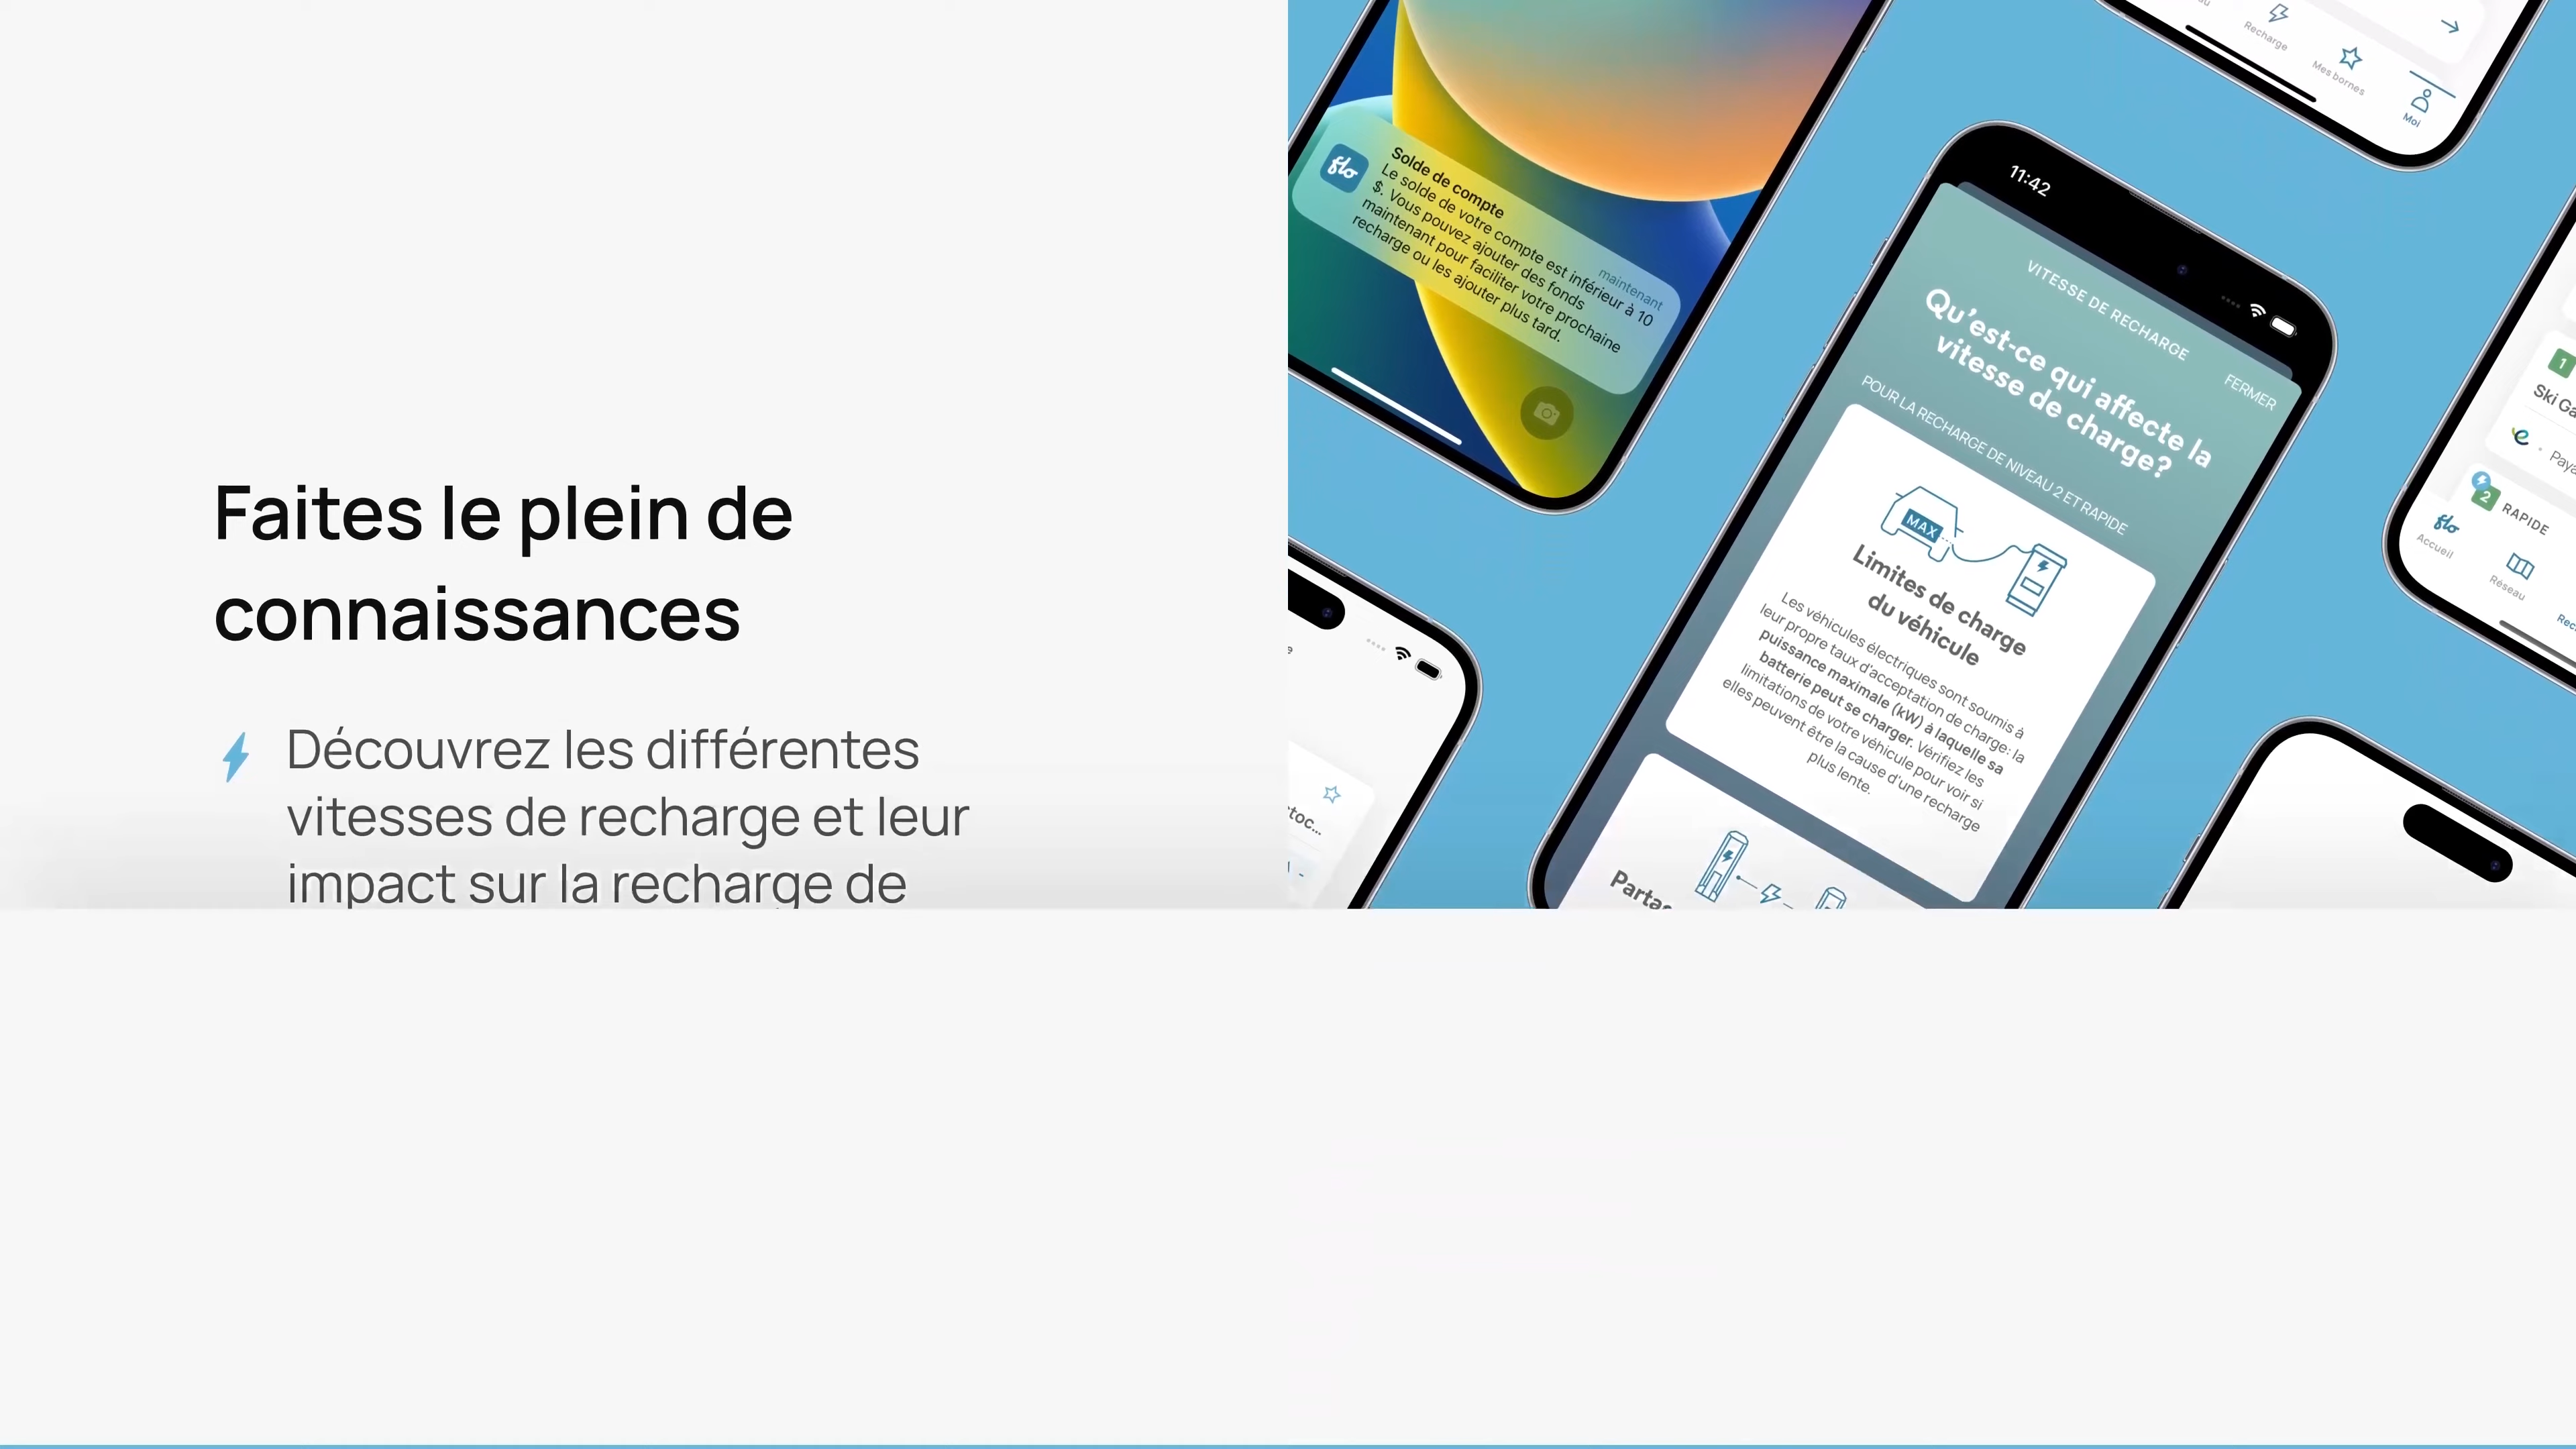 Faites le plein de
connaissances
Découvrez les différentes
vitesses de recharge et leur
impact sur la recharge de
flo
Solde de compte
maintenant
Le solde de votre compte est inférieur à 10
$. Vous pouvez ajouter des fonds
maintenant pour faciliter votre prochaine
recharge ou les ajouter plus tard.
Recharge
Mes bornes
Moi
11:42
VITESSE DE RECHARGE
FERMER
Qu'est-ce qui affecte la
vitesse de charge?
POUR LA RECHARGE DE NIVEAU 2 ET RAPIDE
MAX
Limites de charge
du véhicule
Les véhicules électriques sont soumis à
leur propre taux d'acceptation de charge: la
puissance maximale (kW) à laquelle sa
batterie peut se charger. Vérifiez les
limitations de votre véhicule pour voir si
elles peuvent être la cause d'une recharge
plus lente.
1
Ski
2
RAPIDE
flo
Accueil
Réseau